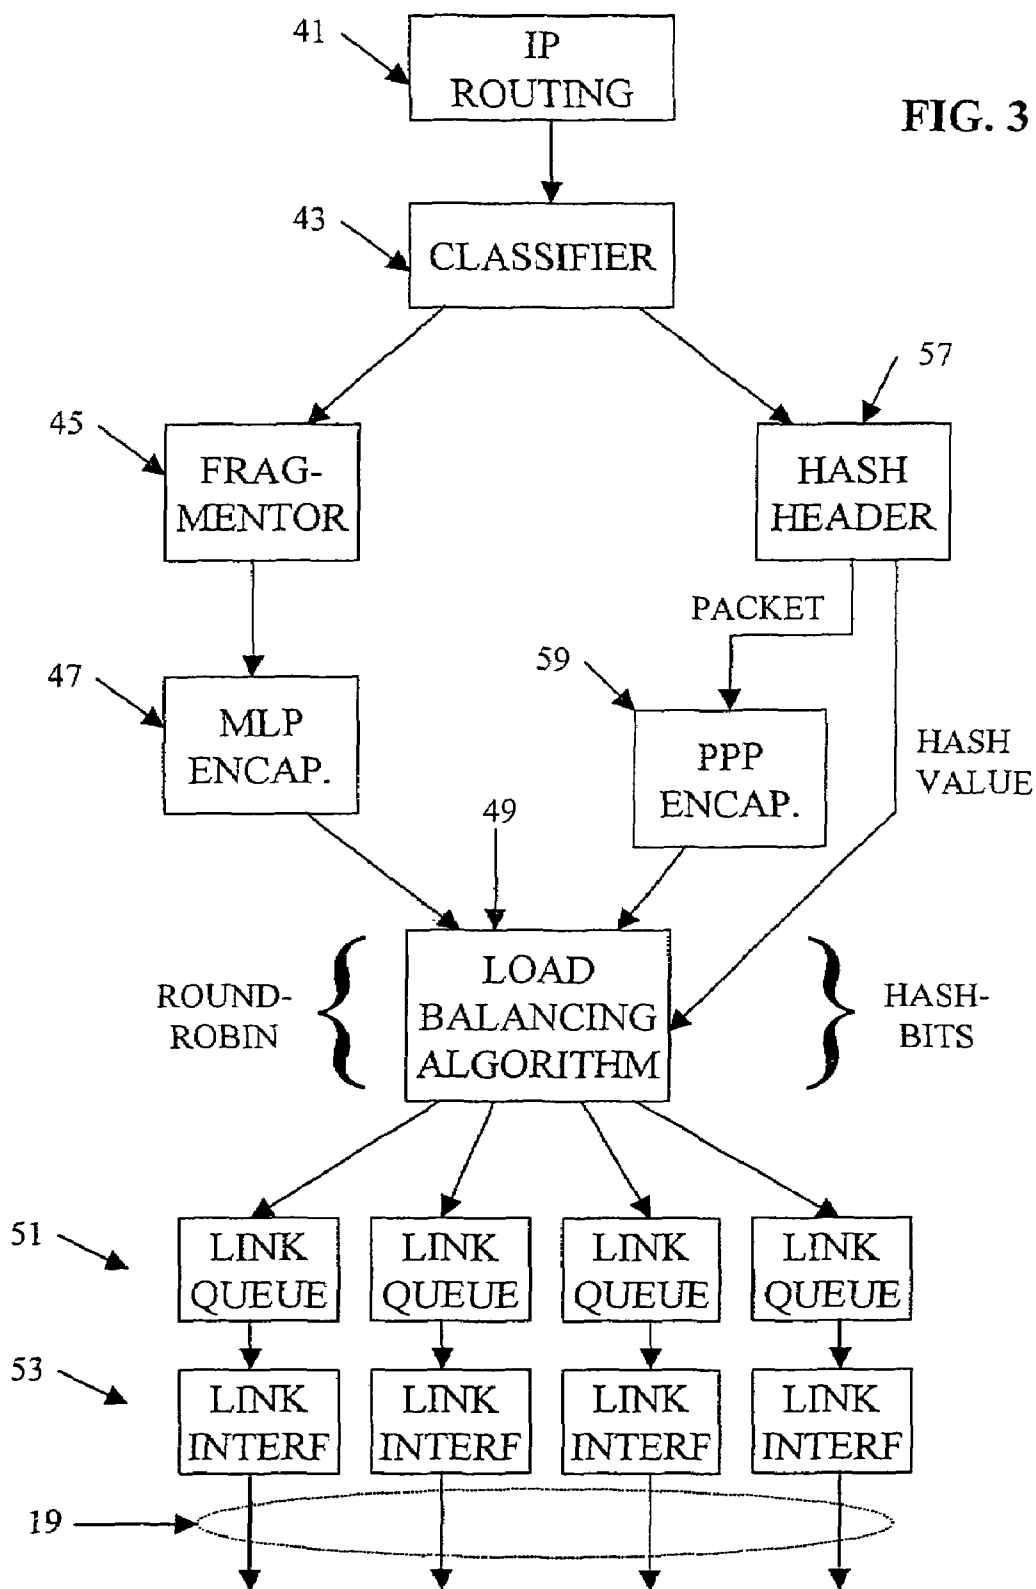 41
IP
ROUTING
FIG. 3
43
CLASSIFIER
57
45
FRAG-
MENTOR
HASH
HEADER
PACKET
47
MLP
ENCAP.
59
PPP
ENCAP.
HASH
VALUE
49
ROUND-
ROBIN
LOAD
BALANCING
ALGORITHM
HASH-
BITS
51
LINK
QUEUE
LINK
QUEUE
LINK
QUEUE
LINK
QUEUE
53
LINK
INTERF
LINK
INTERF
LINK
INTERF
LINK
INTERF
19